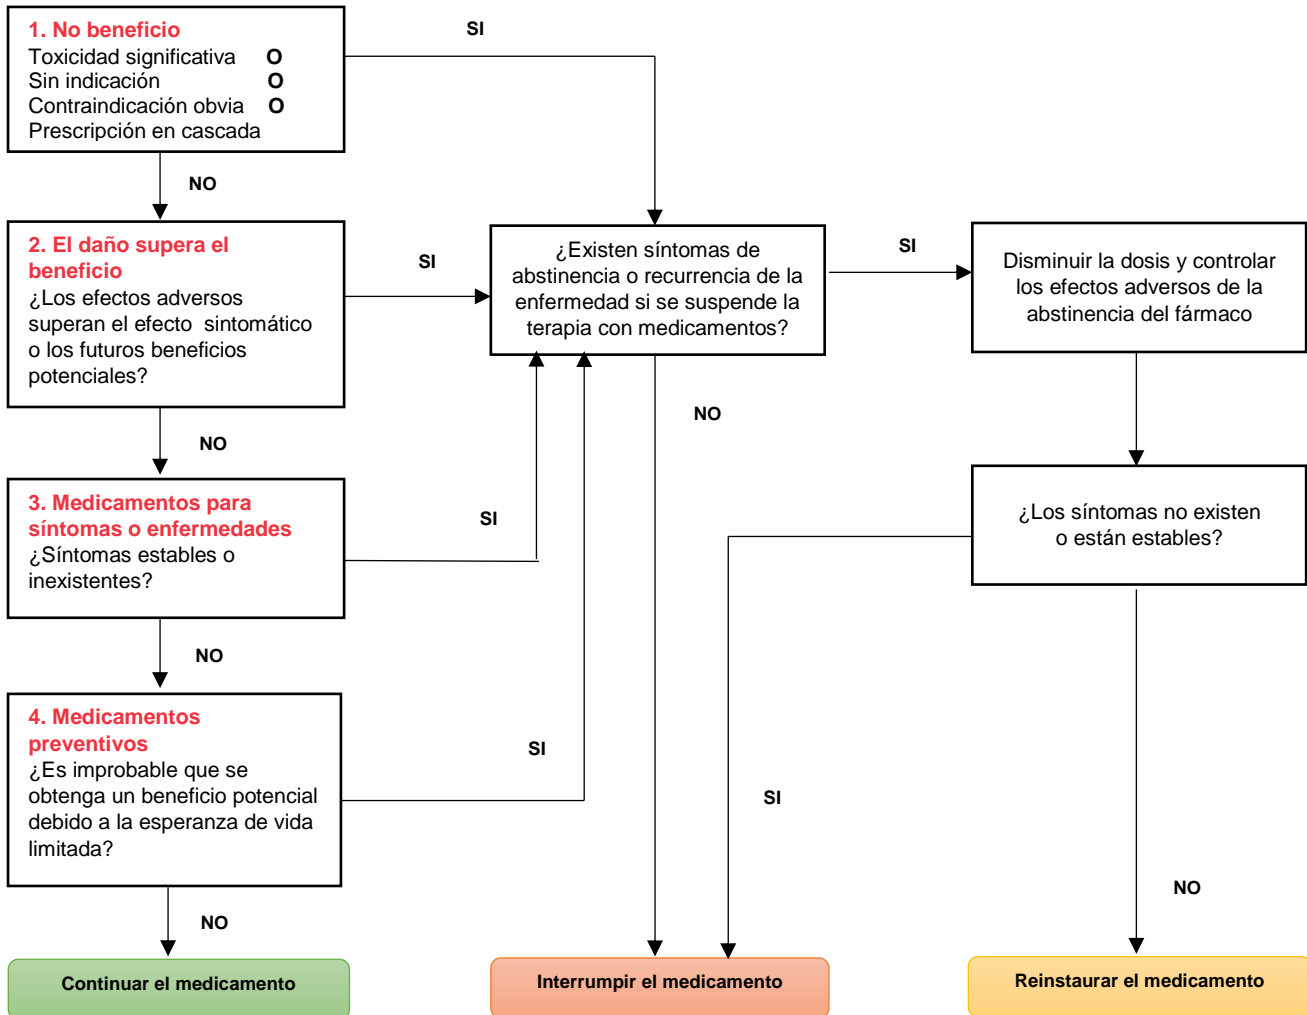 1. No beneficio
Toxicidad significativa O
Sin indicación O
Contraindicación obvia O
Prescripción en cascada
SI
NO
2. El daño supera el
beneficio
¿Los efectos adversos
superan el efecto sintomático
o los futuros beneficios
potenciales?
SI
¿Existen síntomas de
abstinencia o recurrencia de la
enfermedad si se suspende la
terapia con medicamentos?
SI
Disminuir la dosis y controlar
los efectos adversos de la
abstinencia del fármaco
NO
NO
3. Medicamentos para
síntomas o enfermedades
¿Síntomas estables o
inexistentes?
SI
¿Los síntomas no existen
o están estables?
NO
4. Medicamentos
preventivos
¿Es improbable que se
obtenga un beneficio potencial
debido a la esperanza de vida
limitada?
SI
SI
NO
NO
Continuar el medicamento
Interrumpir el medicamento
Reinstaurar el medicamento